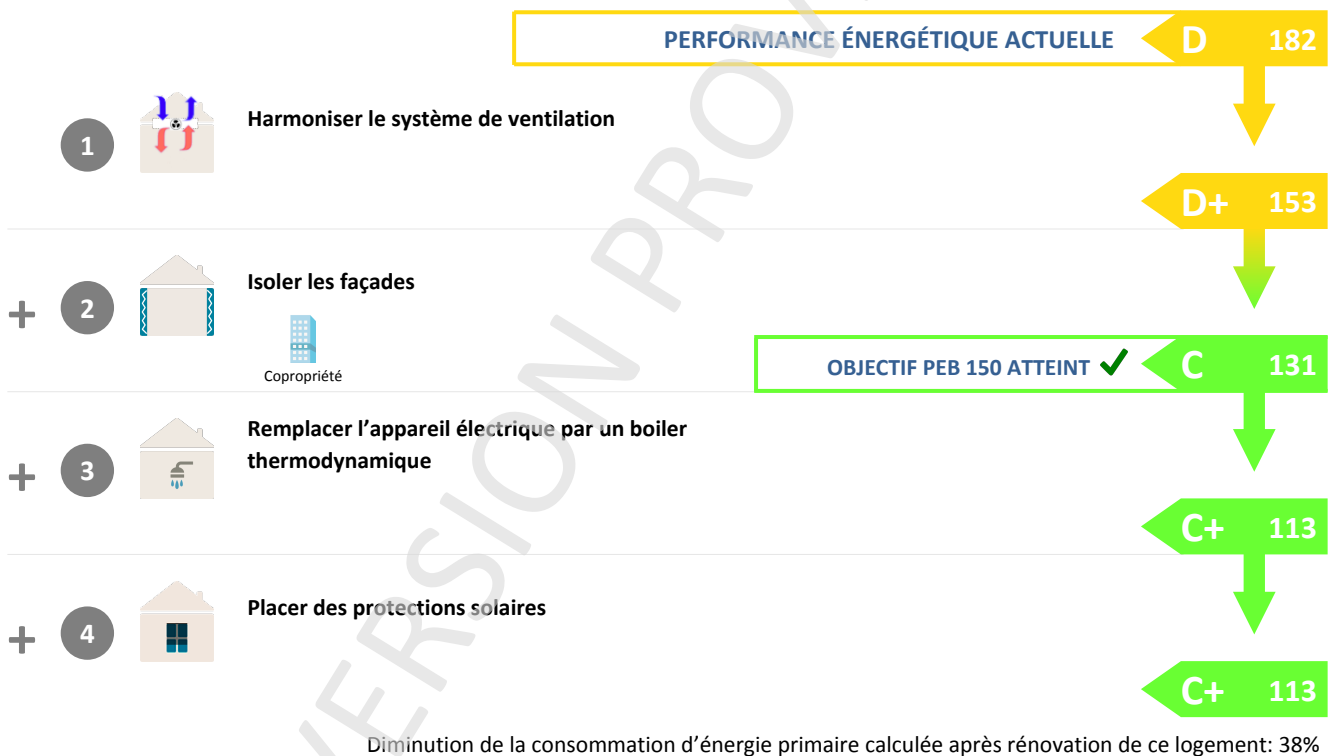 PERFORMANCE ÉNERGÉTIQUE ACTUELLE D 182
1 Harmoniser le système de ventilation
D+ 153
+ 2 Isoler les façades
Copropriété
OBJECTIF PEB 150 ATTEINT ✓ C 131
+ 3 Remplacer l'appareil électrique par un boiler
thermodynamique
C+ 113
+ 4 Placer des protections solaires
C+ 113
Diminution de la consommation d'énergie primaire calculée après rénovation de ce logement: 38%
VERSION PROV